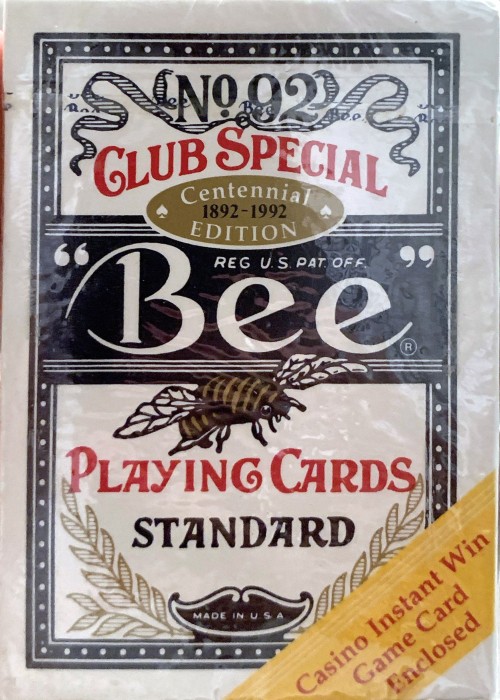 No. 92
CLUB SPECIAL
Centennial
1892-1992
EDITION
REG U.S. PAT. OFF.
"Bee"
®
PLAYING CARDS
STANDARD
MADE IN U S A
Casino Instant Win
Game Card
Enclosed